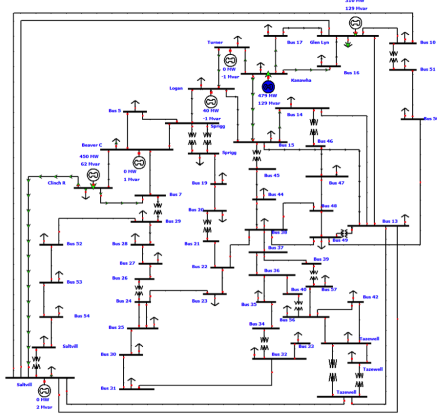 310 MW
129 Mvar
Turner
Bus 17
Glen Lyn
Bus 10
0 MW
-1 Mvar
Kanawha
Bus 16
Bus 51
Logan
479 MW
129 Mvar
40 MW
-1 Mvar
Bus 5
Sprigg
Bus 14
Beaver C
Bus 15
Bus 46
450 MW
62 Mvar
Sprigg
0 MW
1 Mvar
Clinch R
Bus 45
Bus 19
Bus 47
Bus 7
Bus 44
Bus 20
Bus 48
Bus 13
Bus 29
Bus 38
Bus 49
Bus 52
Bus 28
Bus 21
Bus 37
Bus 27
Bus 39
Bus 22
Bus 36
Bus 53
Bus 26
Bus 40
Bus 57
Bus 42
Bus 24
Bus 23
Bus 35
Bus 54
Bus 56
Bus 25
Bus 34
Tazewell
Saltvill
Bus 33
Bus 30
Bus 32
Tazewell
Saltvill
Bus 31
Tazewell
0 MW
2 Mvar